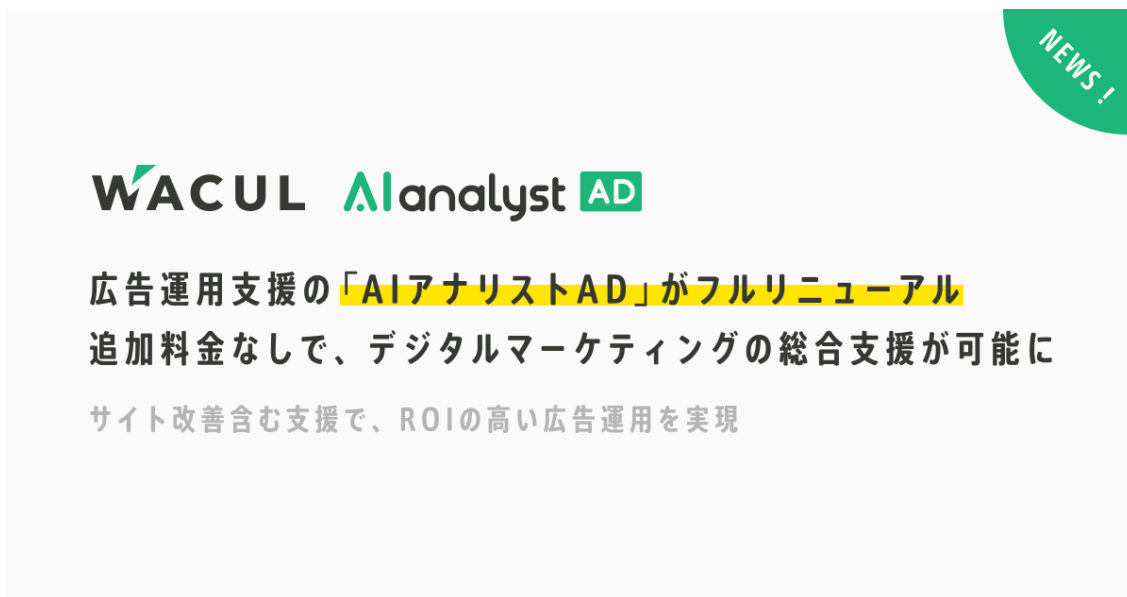 NEWS!
WACUL AIanalyst AD
広告運用支援の「AIアナリストAD」がフルリニューアル
追加料金なしで、デジタルマーケティングの総合支援が可能に
サイト改善含む支援で、ROIの高い広告運用を実現